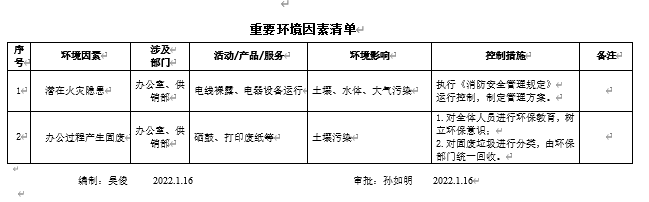 重要环境因素清单
序号 环境因素 涉及部门 活动/产品/服务 环境影响 控制措施 备注
1 潜在火灾隐患 办公室、供销部 电线裸露、电器设备运行 土壤、水体、大气污染 执行《消防安全管理规定》运行控制，制定管理方案。
2 办公过程产生固废 办公室、供销部 硒鼓、打印废纸等 土壤污染 1.对全体人员进行环保教育，树立环保意识；
2.对固废垃圾进行分类，由环保部门统一回收。
编制：吴俊 2022.1.16 审批：孙如明 2022.1.16